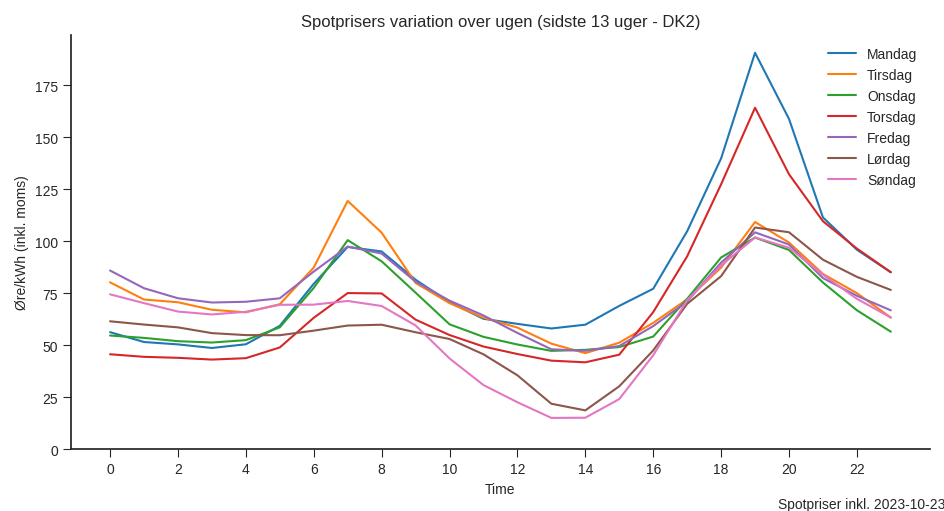 Spotprisers variation over ugen (sidste 13 uger - DK2)
Mandag
Tirsdag
Onsdag
Torsdag
Fredag
Lørdag
Søndag
Øre/kWh (inkl. moms)
175
150
125
100
75
50
25
0
0 2 4 6 8 10 12 14 16 18 20 22
Time
Spotpriser inkl. 2023-10-23